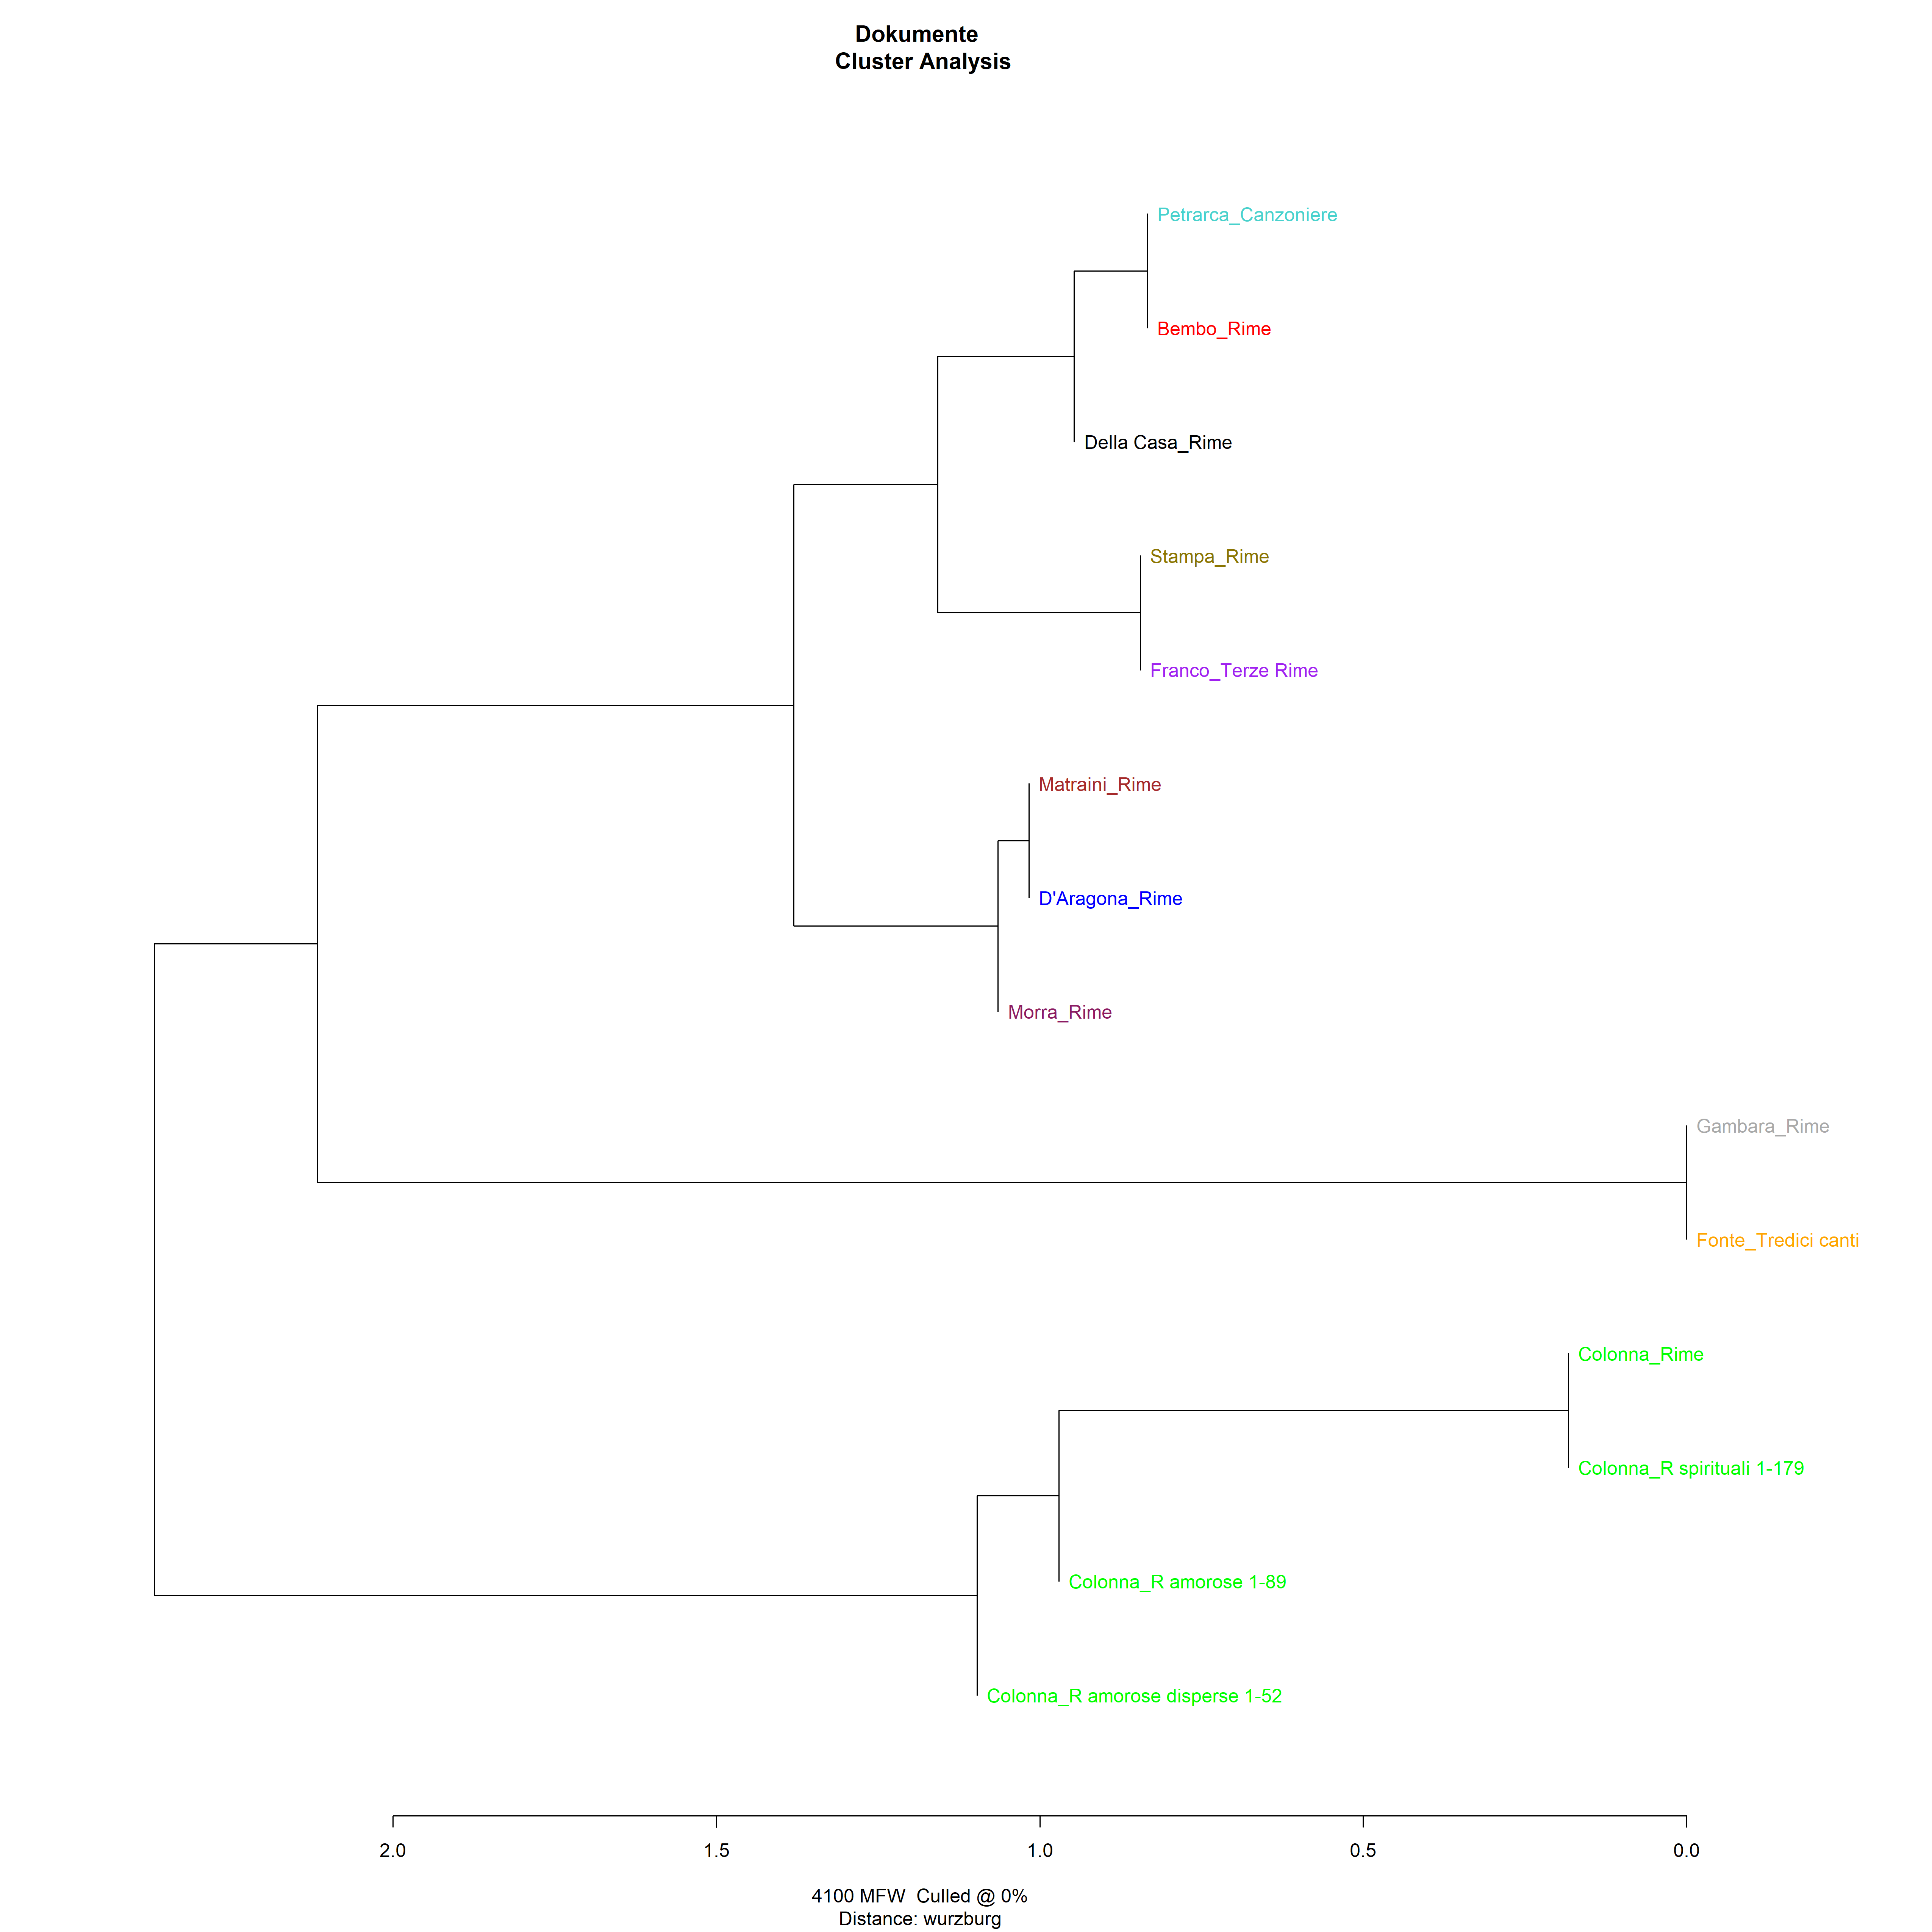 Dokumente
Cluster Analysis
Petrarca_Canzoniere
Bembo_Rime
Della Casa_Rime
Stampa_Rime
Franco_Terze Rime
Matraini_Rime
D'Aragona_Rime
Morra_Rime
Gambara_Rime
Fonte_Tredici canti
Colonna_Rime
Colonna_R spirituali 1-179
Colonna_R amorose 1-89
Colonna_R amorose disperse 1-52
2.0 1.5 1.0 0.5 0.0
4100 MFW  Culled @ 0%
Distance: wurzburg